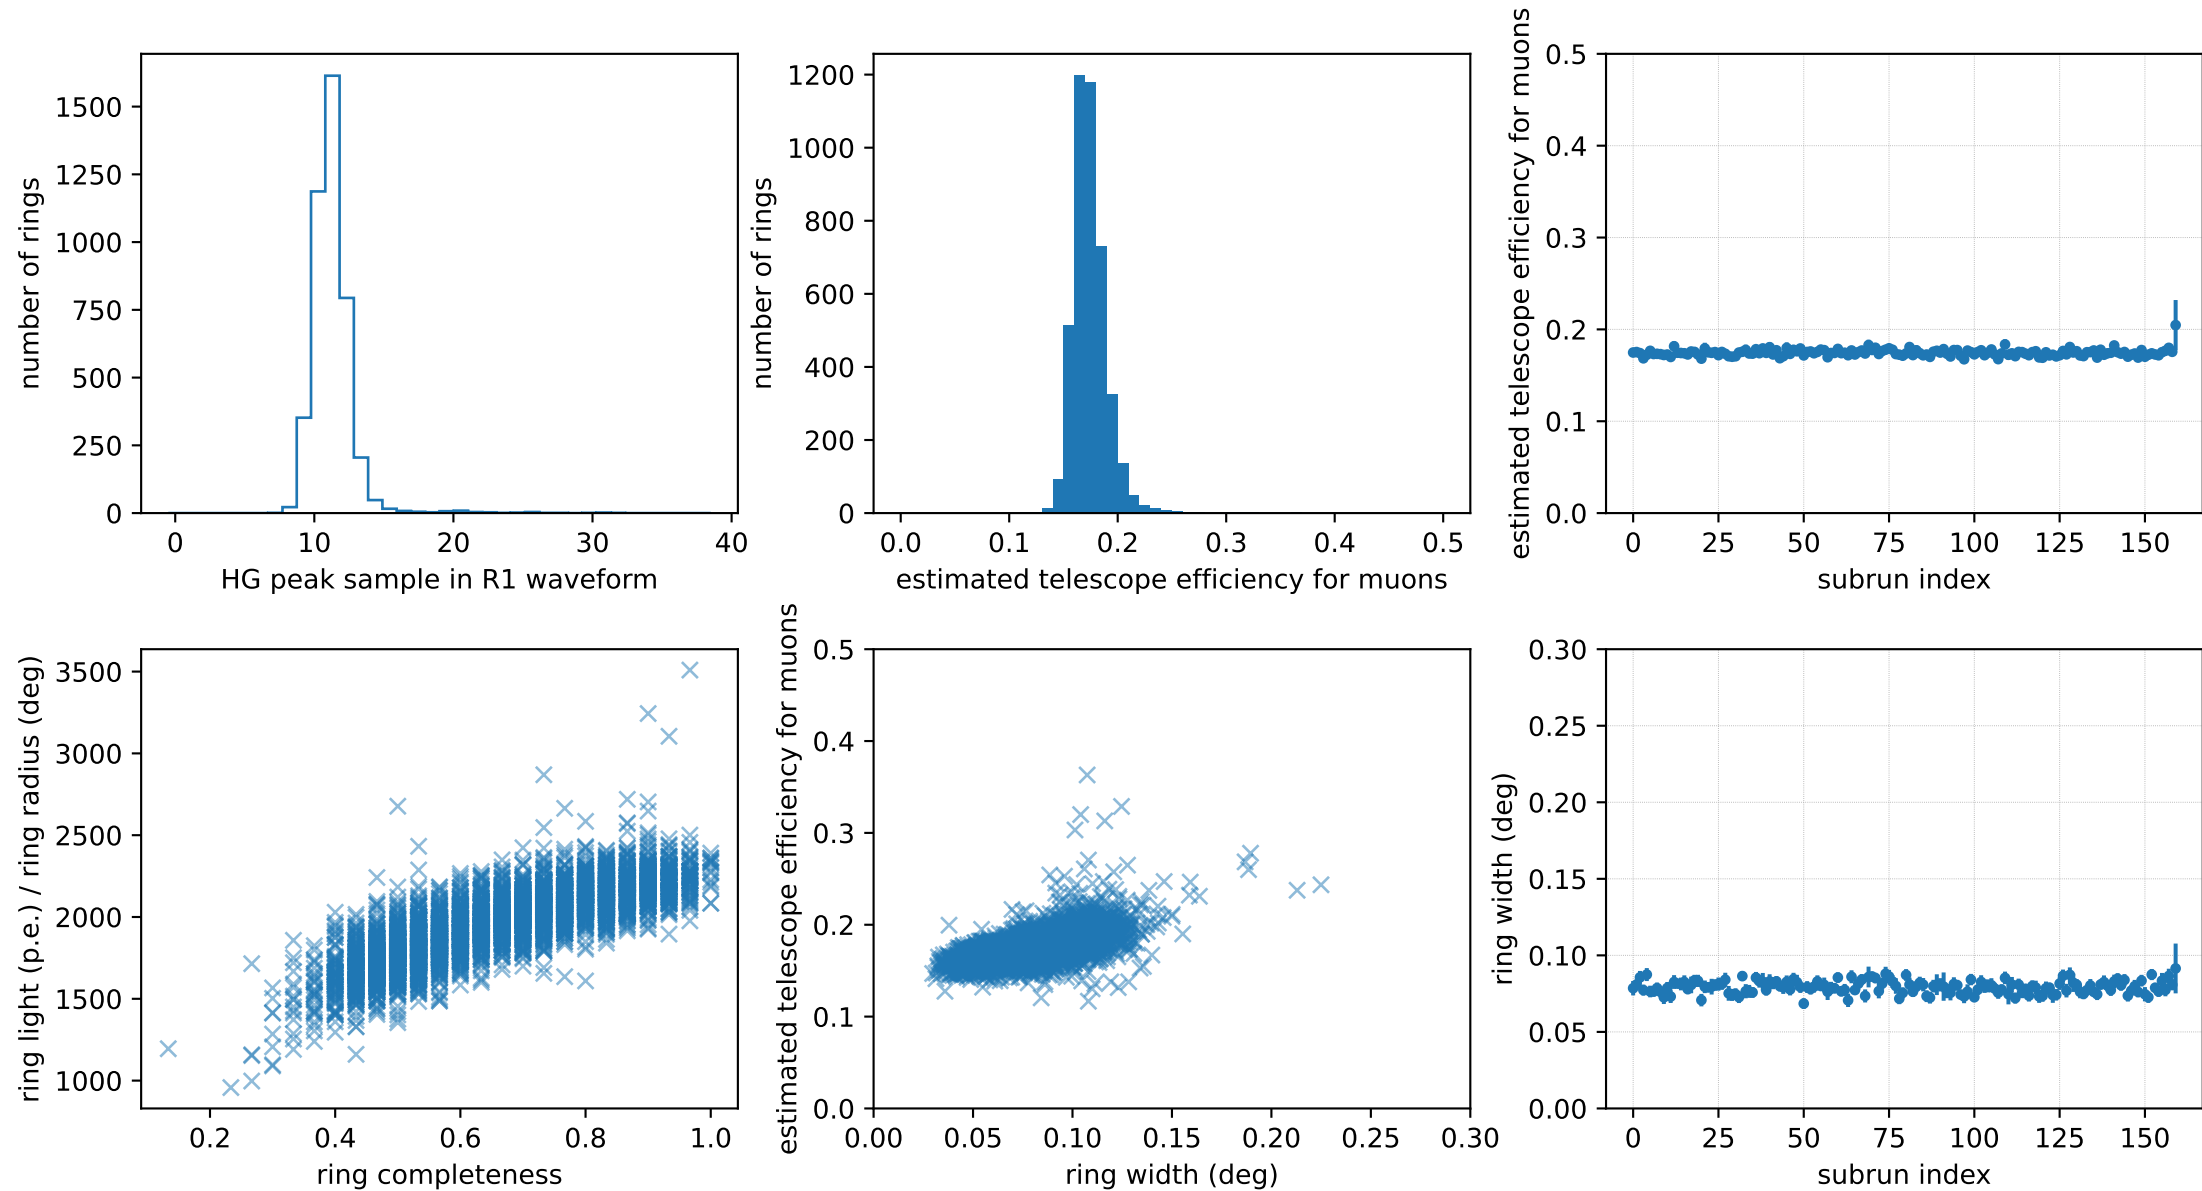 number of rings
1500
1250
1000
750
500
250
0
0 10 20 30 40
HG peak sample in R1 waveform
number of rings
1200
1000
800
600
400
200
0
0.0 0.1 0.2 0.3 0.4 0.5
estimated telescope efficiency for muons
estimated telescope efficiency for muons
0.5
0.4
0.3
0.2
0.1
0.0
0 25 50 75 100 125 150
subrun index
ring light (p.e.) / ring radius (deg)
3500
3000
2500
2000
1500
1000
0.2 0.4 0.6 0.8 1.0
ring completeness
estimated telescope efficiency for muons
0.5
0.4
0.3
0.2
0.1
0.0
0.00 0.05 0.10 0.15 0.20 0.25 0.30
ring width (deg)
ring width (deg)
0.30
0.25
0.20
0.15
0.10
0.05
0.00
0 25 50 75 100 125 150
subrun index